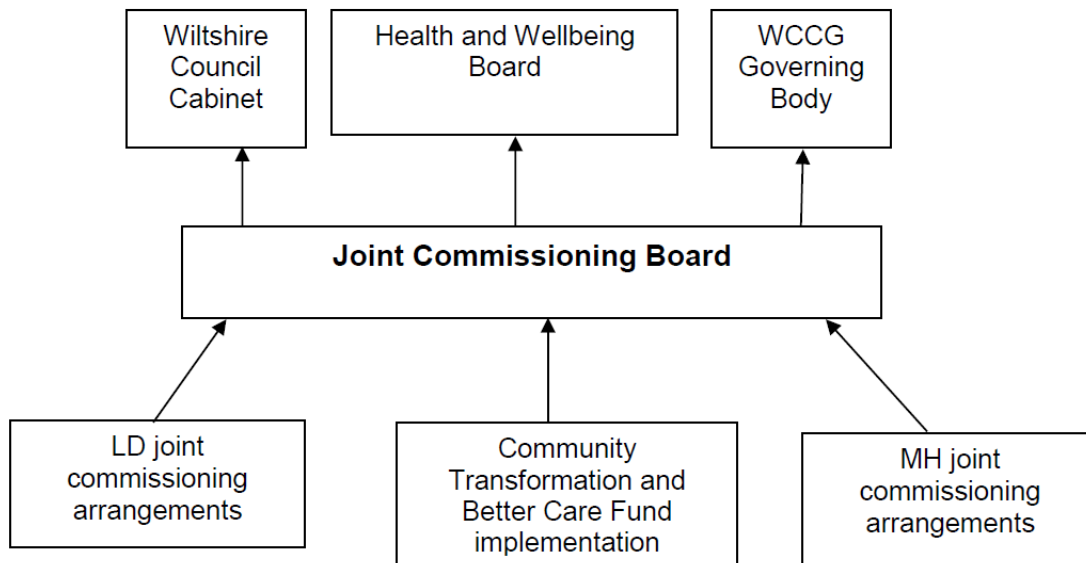 Wiltshire
Council
Cabinet
Health and Wellbeing
Board
WCCG
Governing
Body
Joint Commissioning Board
LD joint
commissioning
arrangements
Community
Transformation and
Better Care Fund
implementation
MH joint
commissioning
arrangements